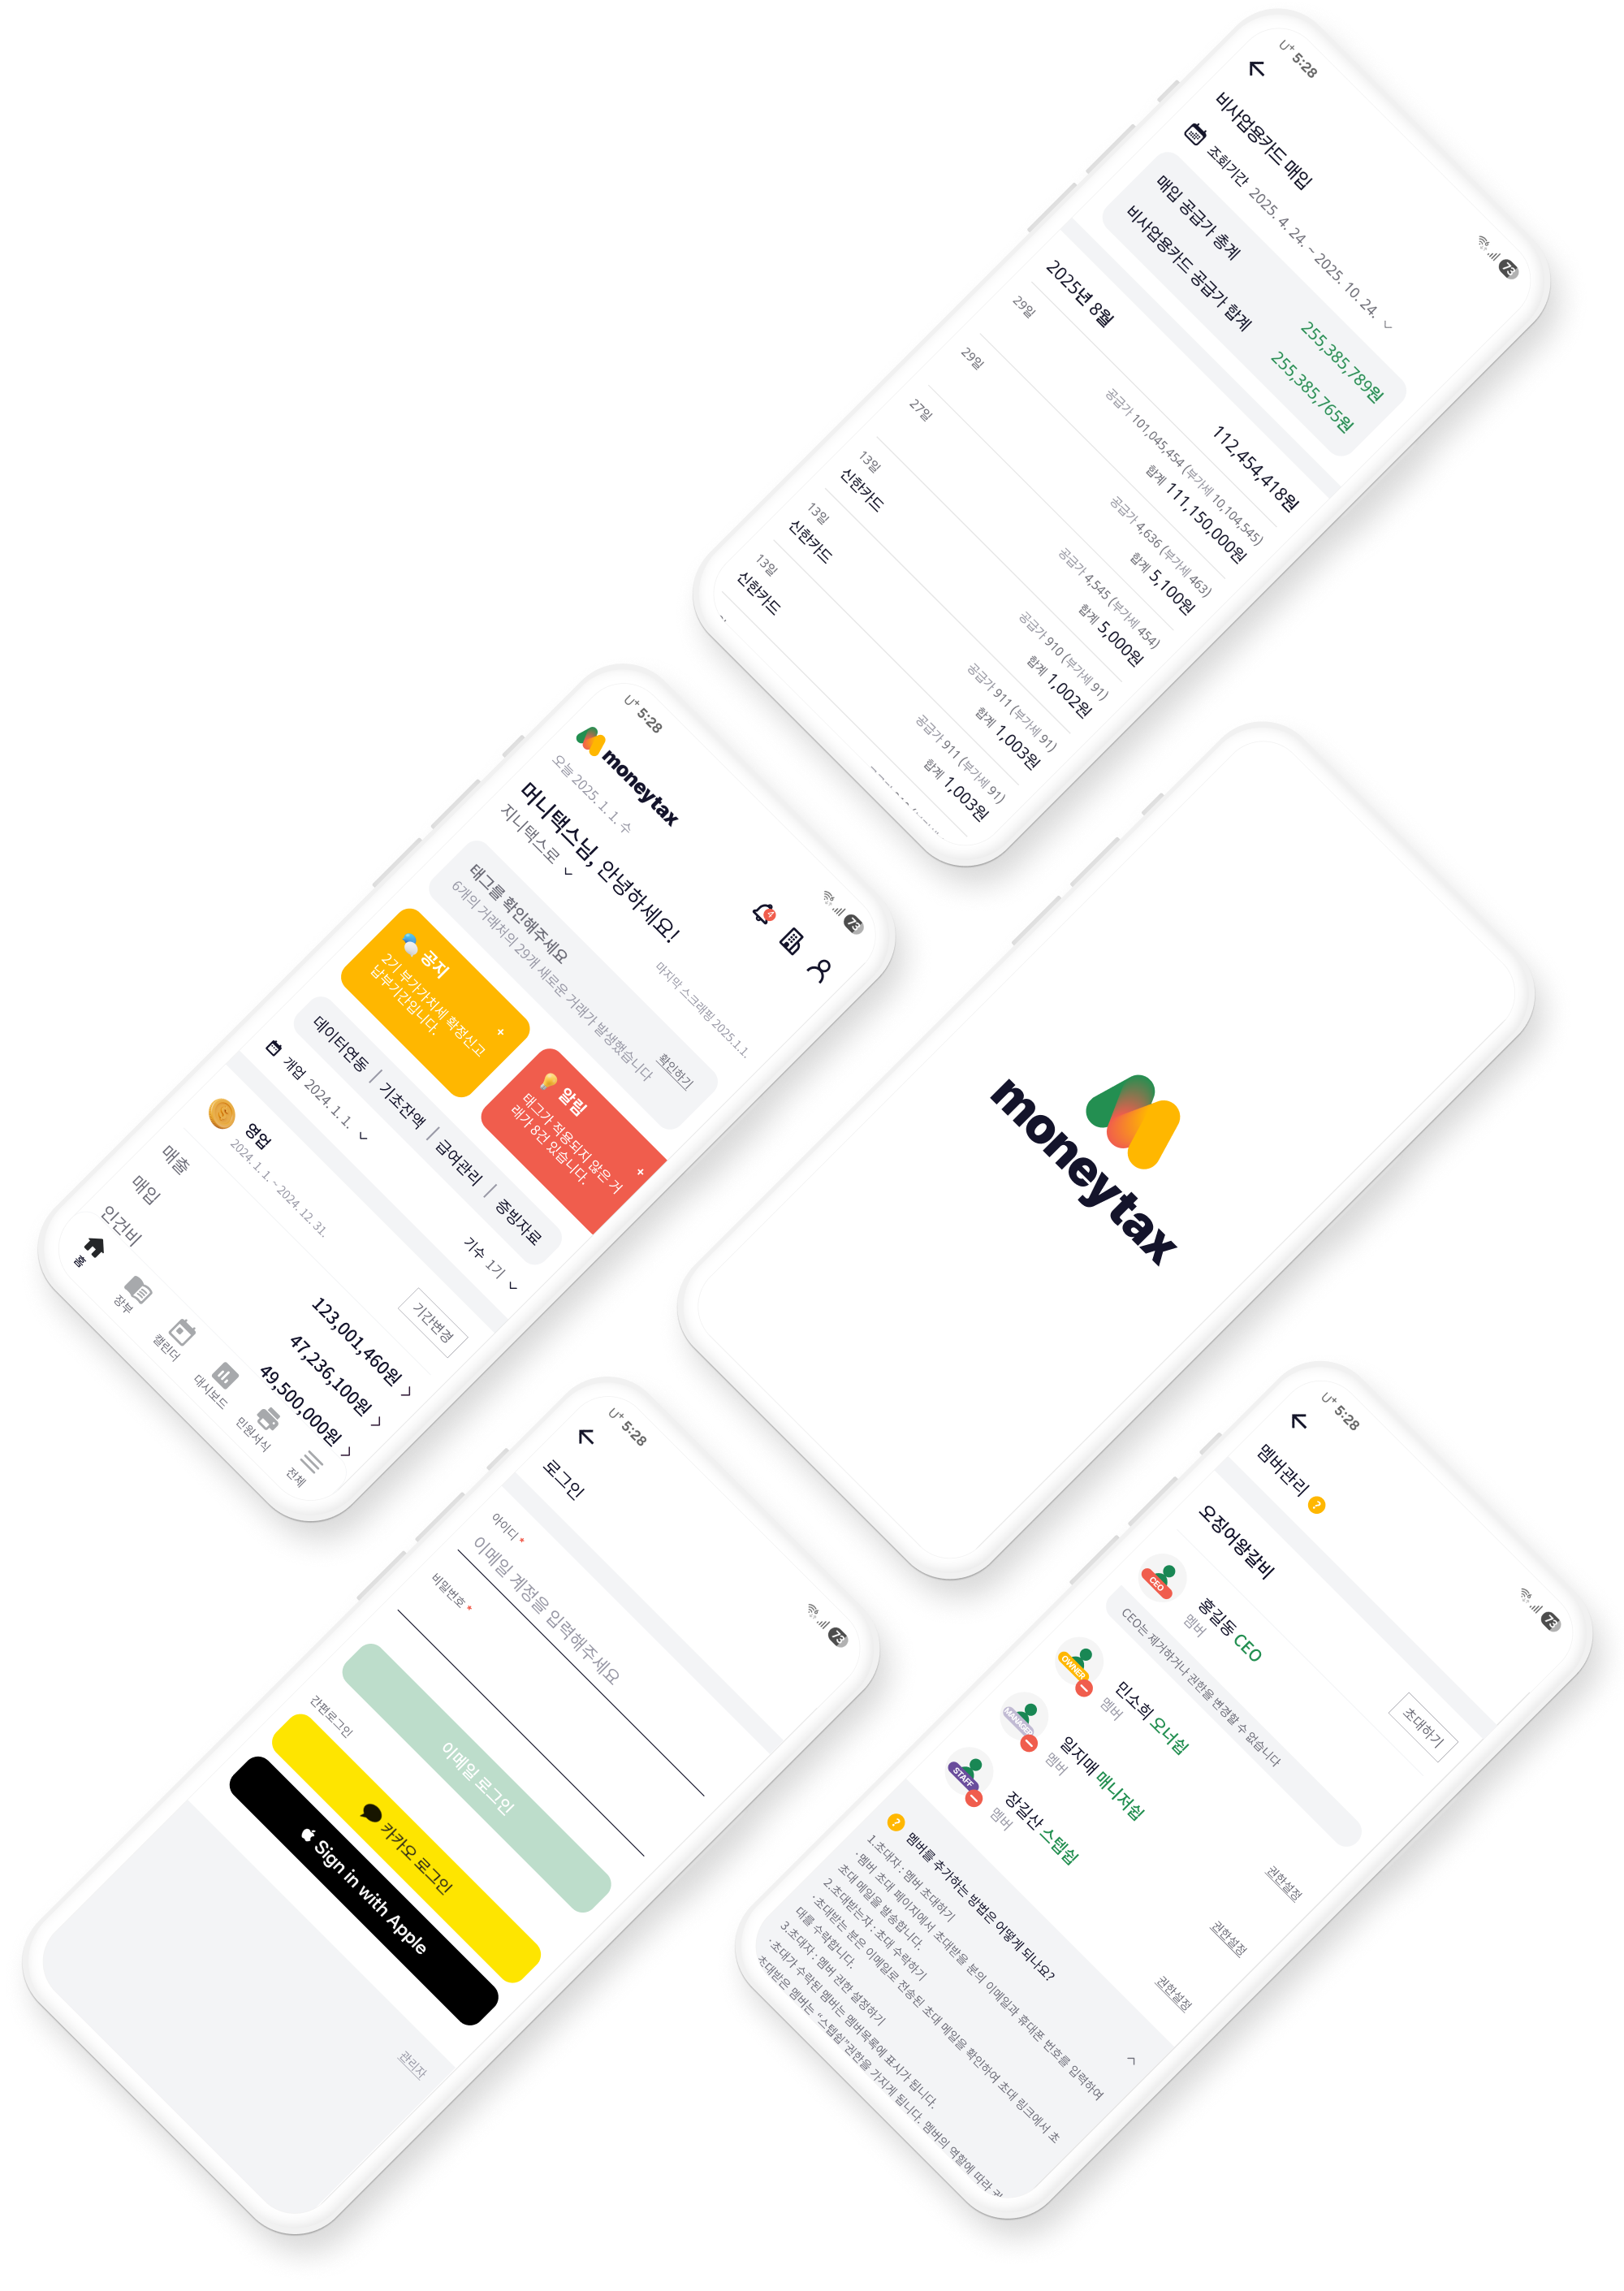 U+ 5:28
73
비사업용카드 매입
조회기간 2025. 4. 24. ~ 2025. 10. 24.
매입 공급가 총계 255,385,789원
비사업용카드 공급가 합계 255,385,765원
2025년 8월 112,454,418원
29일
공급가 101,045,454 (부가세 10,104,545)
합계 111,150,000원
29일
공급가 4,636 (부가세 463)
합계 5,100원
27일
공급가 4,545 (부가세 454)
합계 5,000원
13일
공급가 910 (부가세 91)
신한카드 합계 1,002원
13일
공급가 911 (부가세 91)
신한카드 합계 1,003원
13일
공급가 911 (부가세 91)
신한카드 합계 1,003원
U+ 5:28
73
moneytax
4
오늘 2025. 1. 1. 수
머니택스님, 안녕하세요!
지니택스로
마지막 스크래핑 2025.1.1.
태그를 확인해주세요
6개의 거래처의 29개 새로운 거래가 발생했습니다
확인하기
공지
2기 부가가치세 확정신고
납부기간입니다.
+
알림
태그가 적용되지 않은 거
래가 8건 있습니다.
+
데이터연동 | 기초잔액 | 급여관리 | 증빙자료
개업 2024. 1. 1.
기수 1기
영업
2024. 1. 1. ~ 2024. 12. 31.
기간변경
매출 123,001,460원
매입 47,236,100원
인건비 49,500,000원
홈
장부
캘린더
대시보드
민원서식
전체
moneytax
U+ 5:28
73
로그인
아이디 *
이메일 계정을 입력해주세요
비밀번호 *
이메일 로그인
간편로그인
카카오 로그인
Sign in with Apple
관리자
U+ 5:28
73
멤버관리 ?
오징어왕갈비
초대하기
CEO
홍길동 CEO
멤버
CEO는 제거하거나 권한을 변경할 수 없습니다
OWNER
민소희 오너쉽
멤버
권한설정
MANAGER
임지매 매니저쉽
멤버
권한설정
STAFF
장길산 스텝쉽
멤버
권한설정
? 멤버를 추가하는 방법은 어떻게 되나요?
1.초대자 : 멤버 초대하기
·멤버 초대 페이지에서 초대받을 분의 이메일과 휴대폰 번호를 입력하여
초대 메일을 발송합니다.
2.초대받는자 : 초대 수락하기
·초대받는 분은 이메일로 전송된 초대 메일을 확인하여 초대 링크에서 초
대를 수락합니다.
3.초대자 : 멤버 권한 설정하기
·초대가 수락된 멤버는 멤버목록에 표시가 됩니다.
초대받은 멤버는 “스텝쉽”권한을 가지게 됩니다. 멤버의 역할에 따라